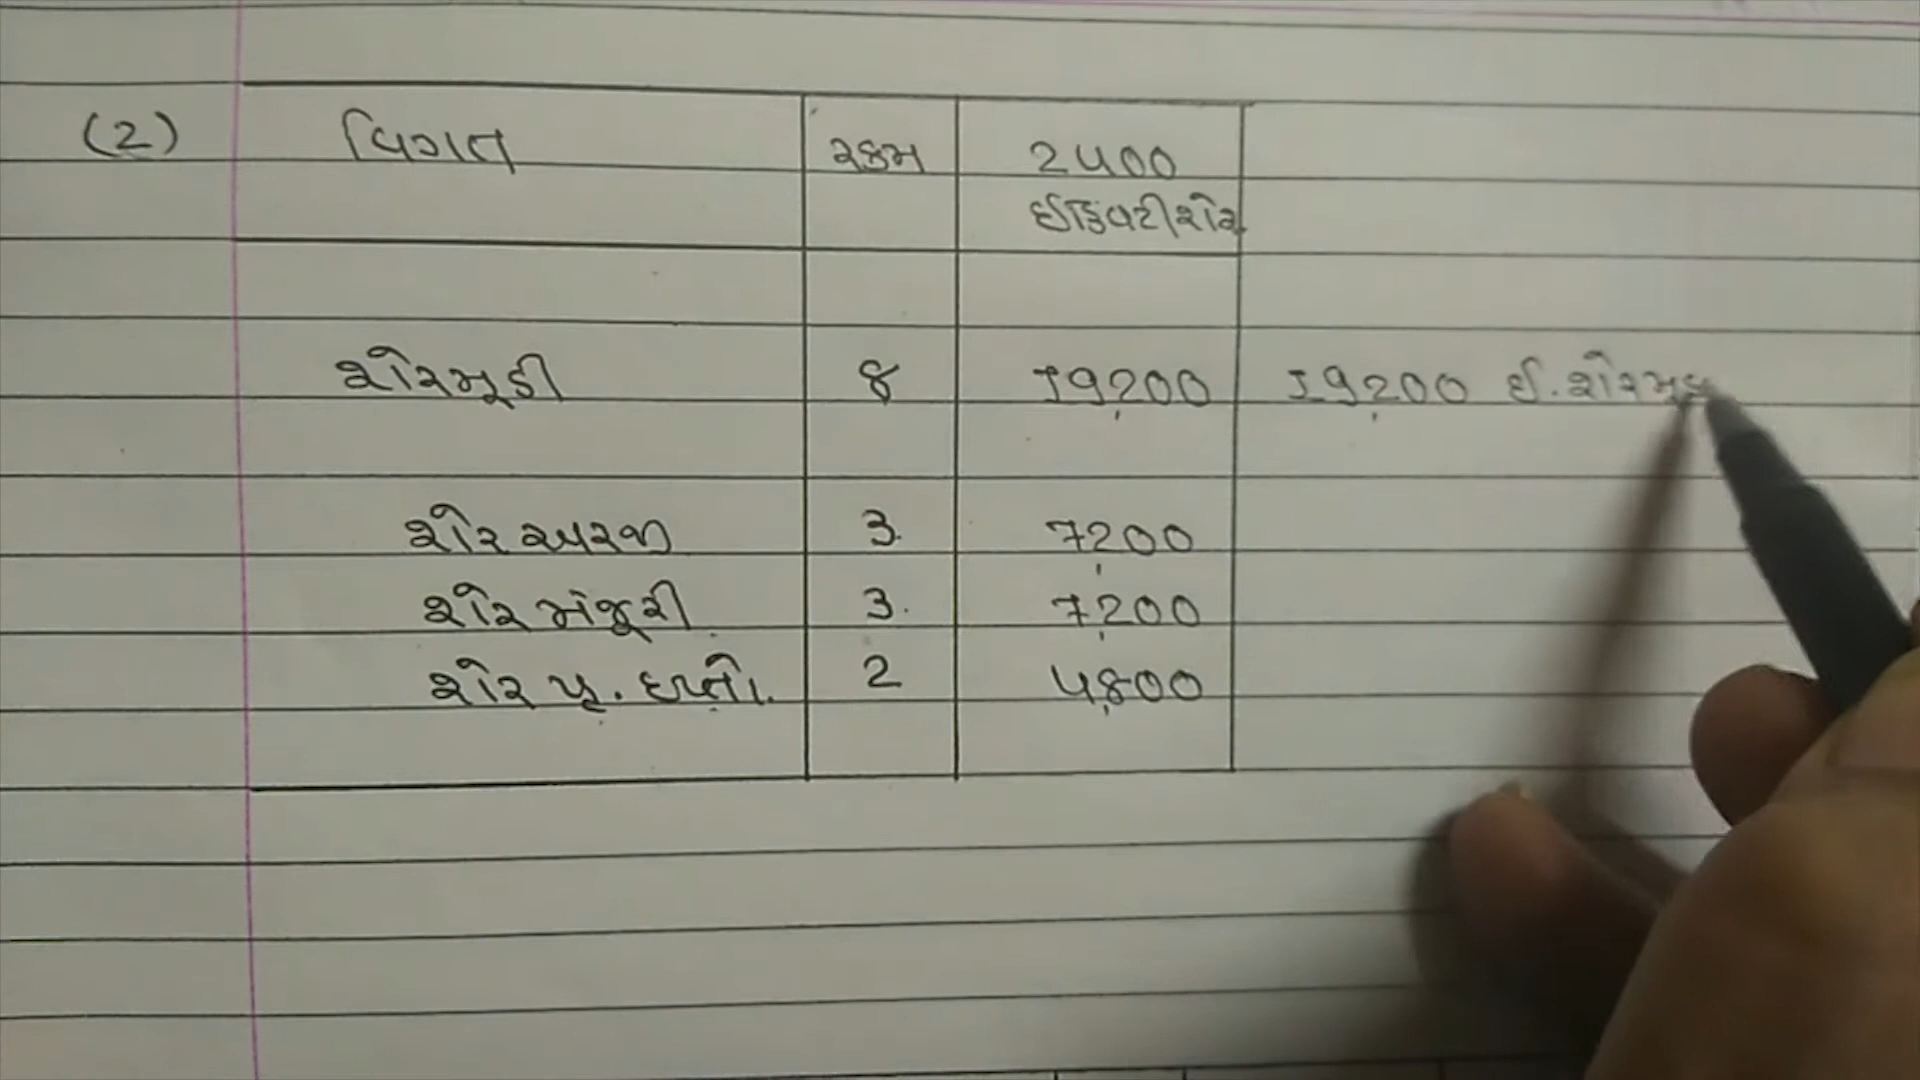 (2) વિગત રકમ 2400
ઈક્વિટીશેર
શેરમૂડી 8 19,200 19,200 ઈ. શેરમૂડ
શેર અરજી 3 7,200
શેર મંજૂરી 3 7,200
શેર પૂ. હપ્તો. 2 4,800